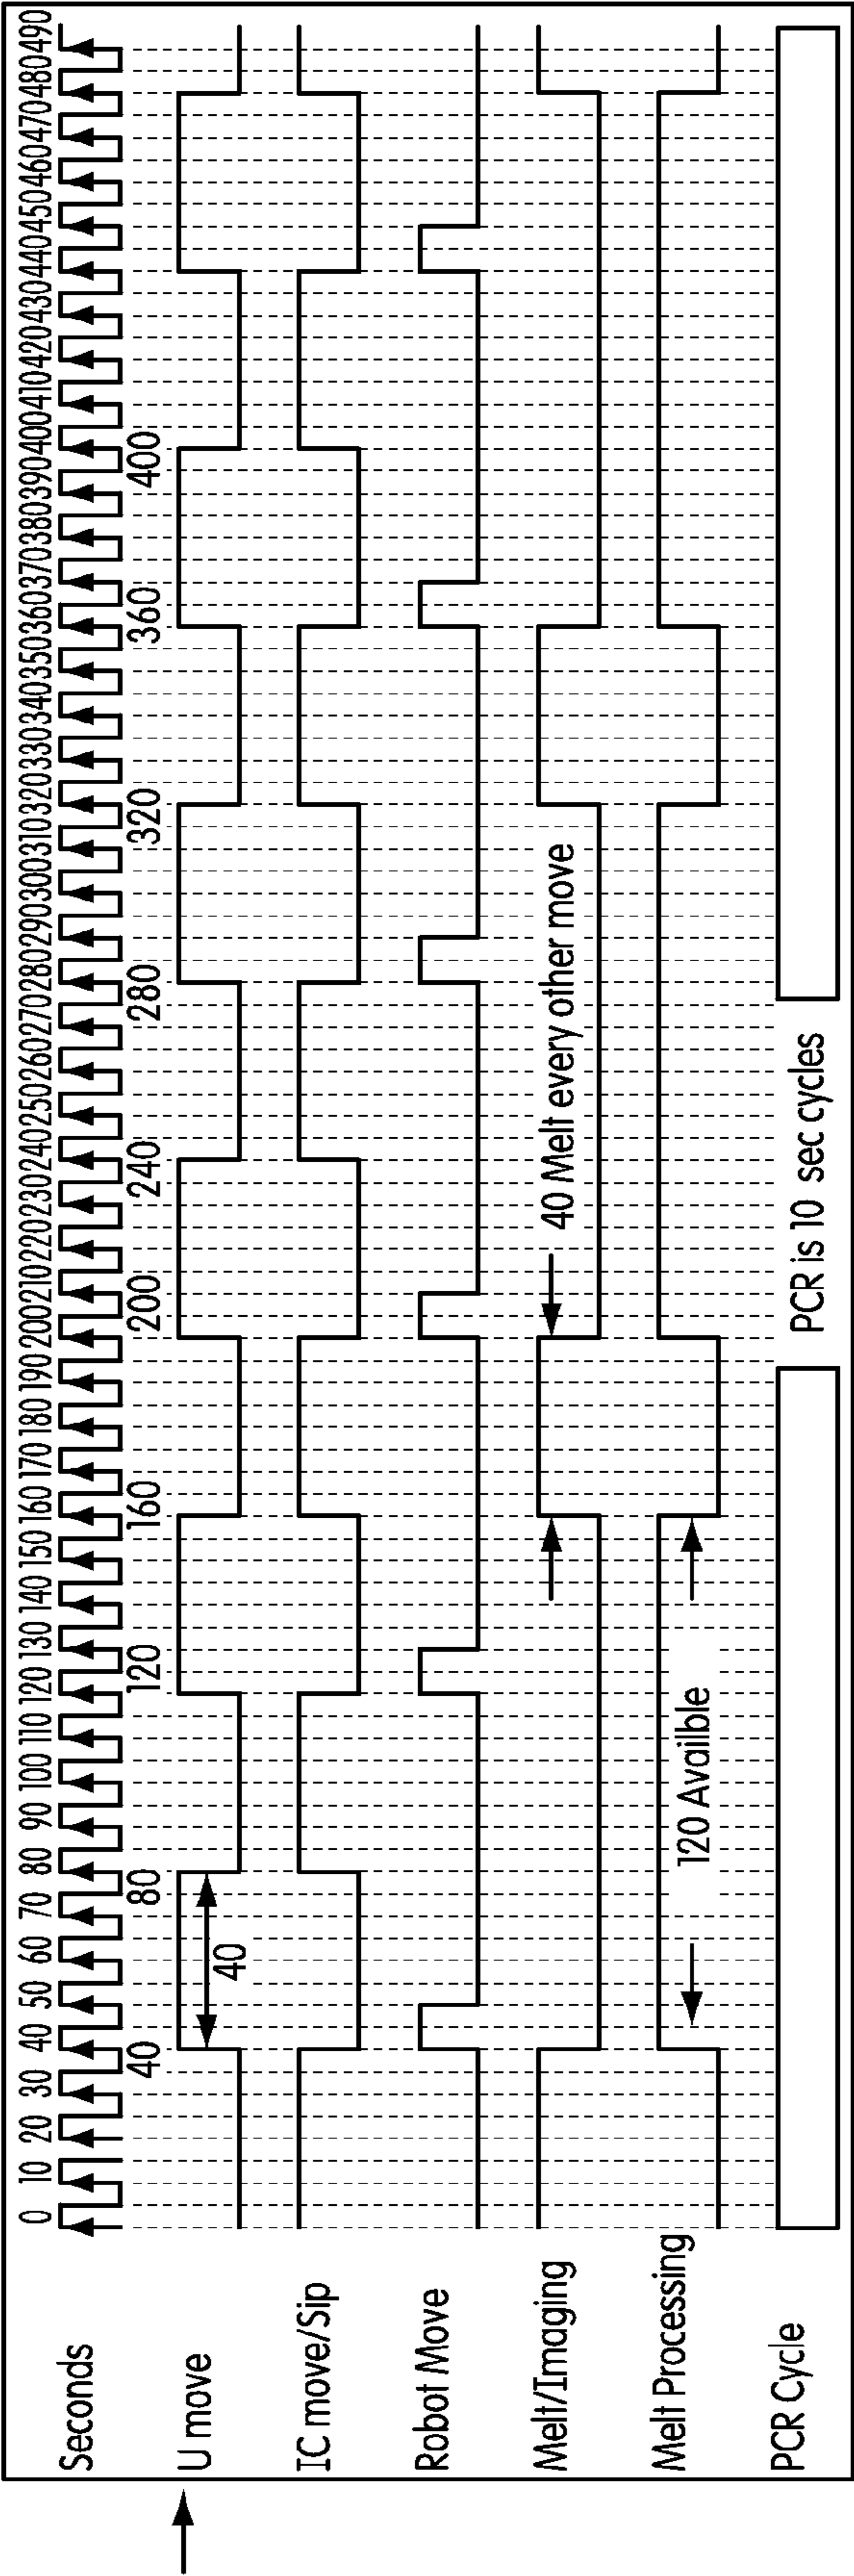 Seconds 0 10 20 30 40 50 60 70 80 90 100 110 120 130 140 150 160 170 180 190 200 210 220 230 240 250 260 270 280 290 300 310 320 330 340 350 360 370 380 390 400 410 420 430 440 450 460 470 480 490
40 80 120 160 200 240 280 320 360 400
U move
40
IC move/Sip
Robot Move
Melt/Imaging
40 Melt every other move
Melt Processing
120 Availble
PCR Cycle
PCR is 10 sec cycles